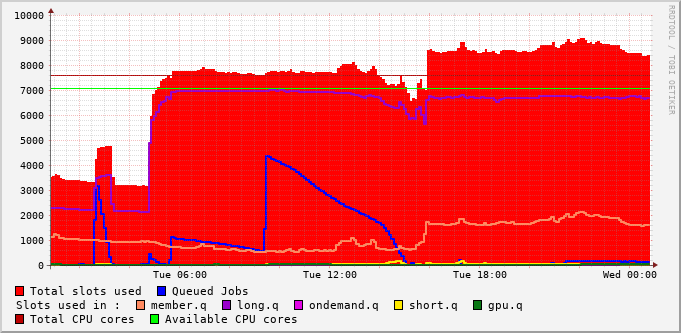 RRDTOOL / TOBI OETIKER
10000
9000
8000
7000
6000
5000
4000
3000
2000
1000
0
Tue 06:00 Tue 12:00 Tue 18:00 Wed 00:00
Total slots used Queued Jobs
Slots used in : member.q long.q ondemand.q short.q gpu.q
Total CPU cores Available CPU cores